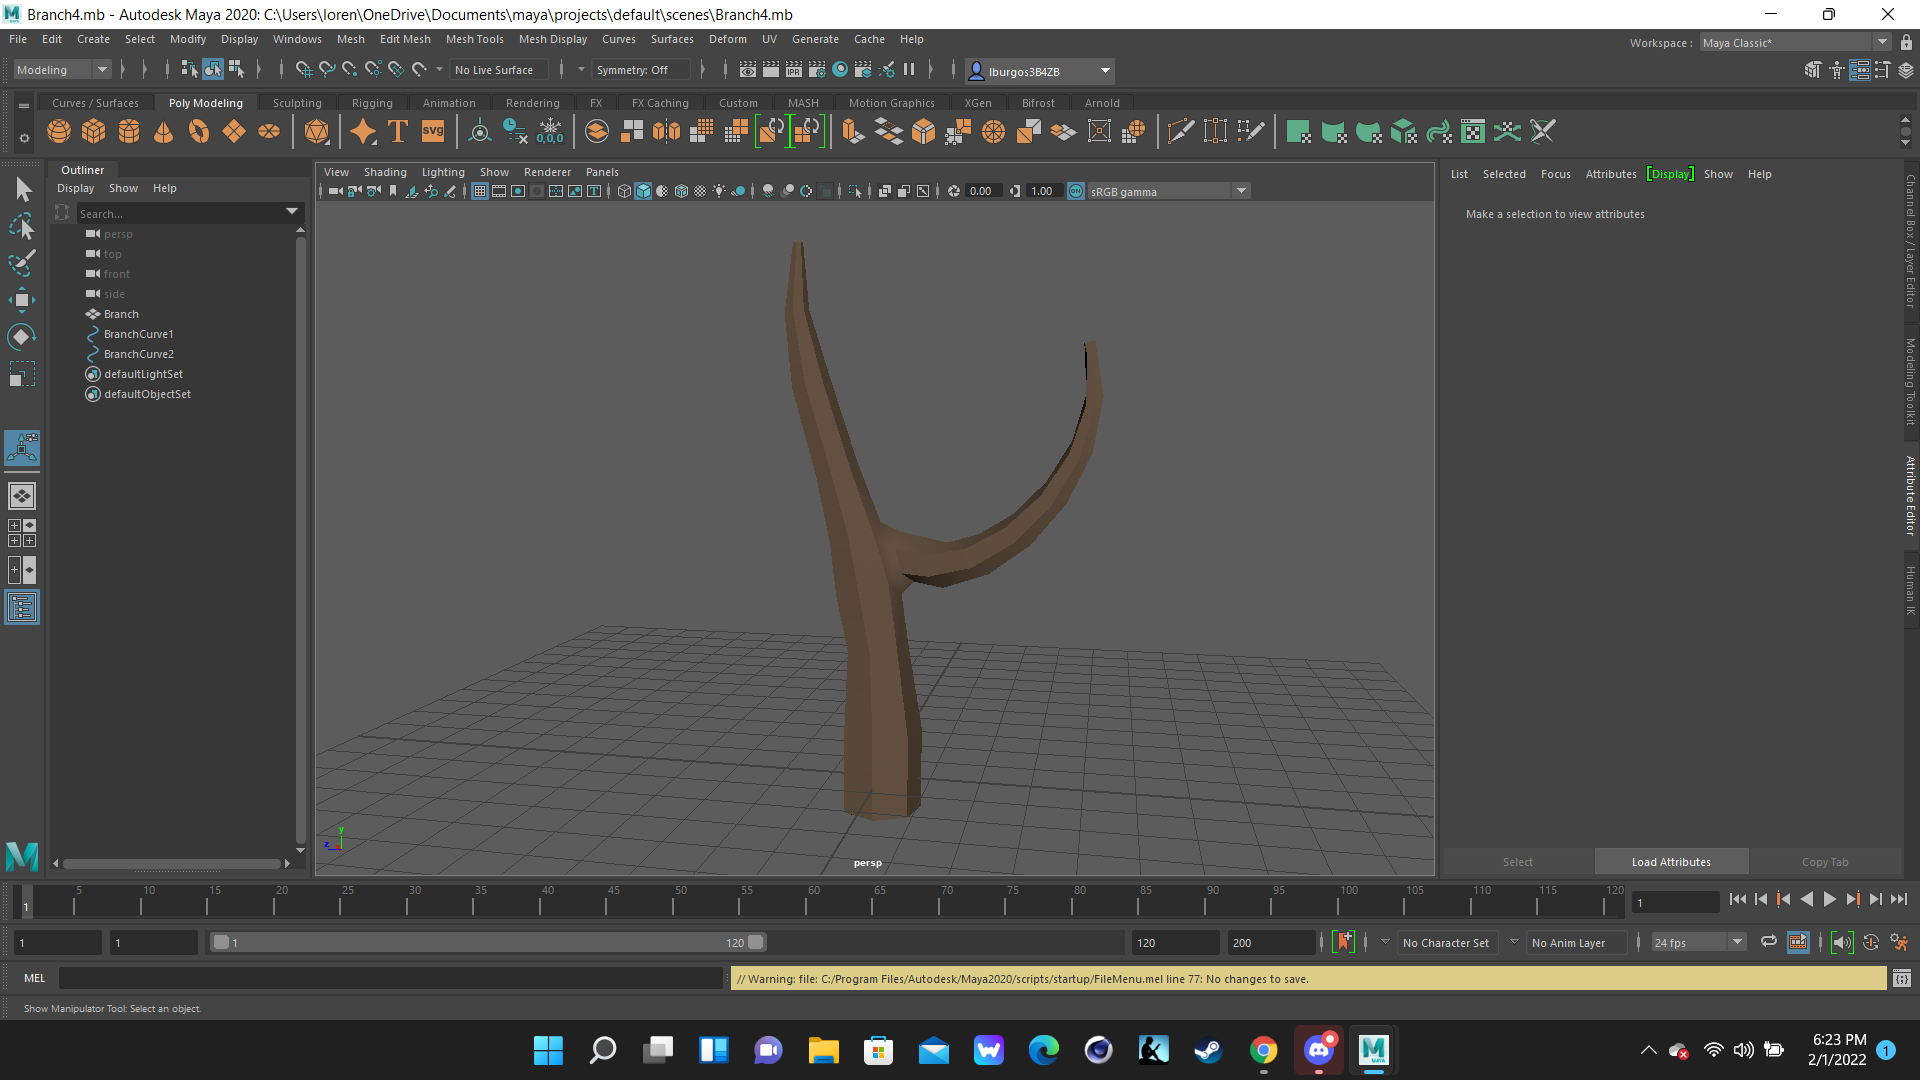 Branch4.mb - Autodesk Maya 2020: C:\Users\loren\OneDrive\Documents\maya\projects\default\scenes\Branch4.mb
File Edit Create Select Modify Display Windows Mesh Edit Mesh Mesh Tools Mesh Display Curves Surfaces Deform UV Generate Cache Help
Workspace : Maya Classic*
Modeling No Live Surface Symmetry: Off IPR lburgos3B4ZB
Curves / Surfaces Poly Modeling Sculpting Rigging Animation Rendering FX FX Caching Custom MASH Motion Graphics XGen Bifrost Arnold
T SVG 0,0,0
Outliner
Display Show Help
Search...
persp
top
front
side
Branch
BranchCurve1
BranchCurve2
defaultLightSet
defaultObjectSet
View Shading Lighting Show Renderer Panels
0.00 1.00 ON sRGB gamma
y
z
persp
List Selected Focus Attributes Display Show Help
Make a selection to view attributes
Select Load Attributes Copy Tab
Channel Box / Layer Editor
Modeling Toolkit
Attribute Editor
Human IK
5 10 15 20 25 30 35 40 45 50 55 60 65 70 75 80 85 90 95 100 105 110 115 120
1 1
1 1 1 120 120 200 No Character Set No Anim Layer 24 fps
MEL // Warning: file: C:/Program Files/Autodesk/Maya2020/scripts/startup/FileMenu.mel line 77: No changes to save.
Show Manipulator Tool: Select an object.
6:23 PM
2/1/2022 1